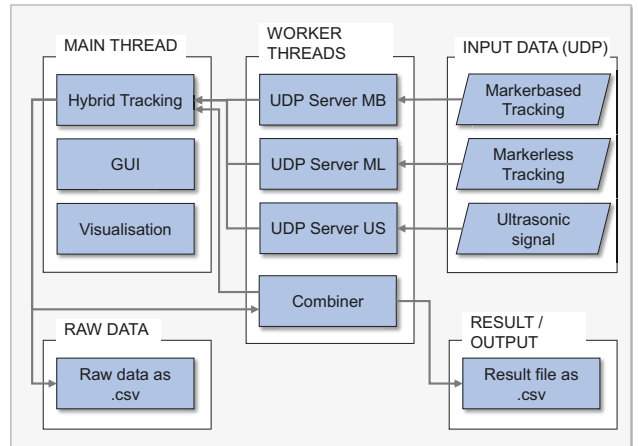 MAIN THREAD
Hybrid Tracking
GUI
Visualisation
WORKER
THREADS
UDP Server MB
UDP Server ML
UDP Server US
Combiner
INPUT DATA (UDP)
Markerbased
Tracking
Markerless
Tracking
Ultrasonic
signal
RAW DATA
Raw data as
.csv
RESULT /
OUTPUT
Result file as
.csv